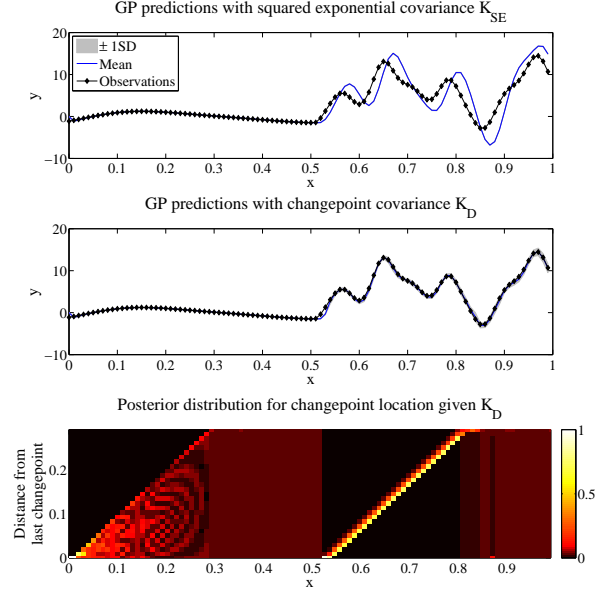 GP predictions with squared exponential covariance K_SE
± 1SD
Mean
Observations
20
10
0
−10
y
0 0.1 0.2 0.3 0.4 0.5 0.6 0.7 0.8 0.9 1
x
GP predictions with changepoint covariance K_D
20
10
0
−10
y
0 0.1 0.2 0.3 0.4 0.5 0.6 0.7 0.8 0.9 1
x
Posterior distribution for changepoint location given K_D
Distance from
last changepoint
0.2
0.1
0
0 0.1 0.2 0.3 0.4 0.5 0.6 0.7 0.8 0.9
x
1
0.5
0